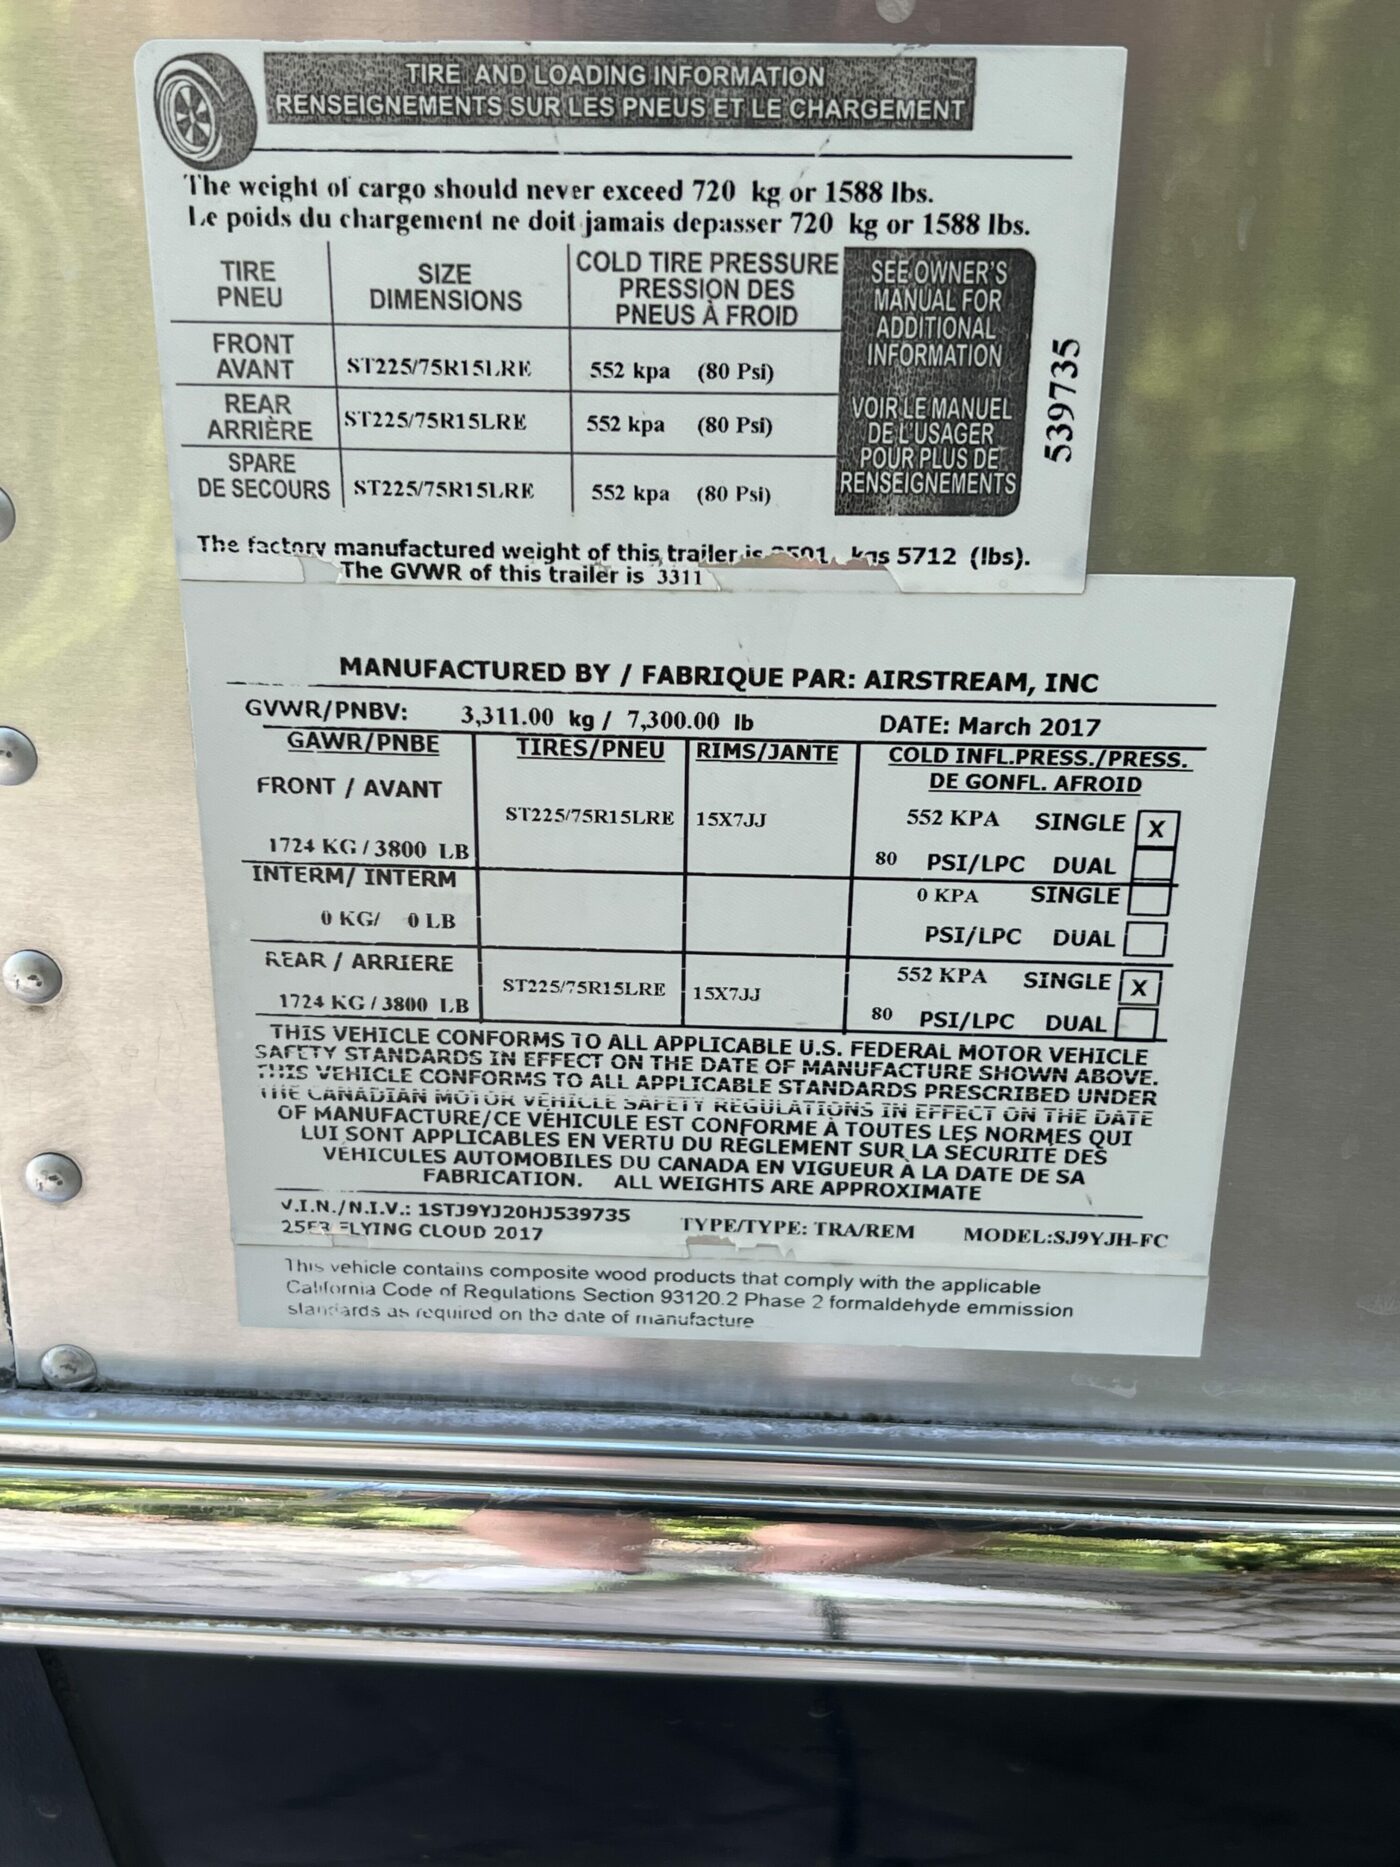 TIRE AND LOADING INFORMATION
RENSEIGNEMENTS SUR LES PNEUS ET LE CHARGEMENT
The weight of cargo should never exceed 720 kg or 1588 lbs.
Le poids du chargement ne doit jamais depasser 720 kg or 1588 lbs.
TIRE PNEU
SIZE DIMENSIONS
COLD TIRE PRESSURE
PRESSION DES
PNEUS À FROID
FRONT AVANT ST225/75R15LRE 552 kpa (80 Psi)
REAR ARRIÈRE ST225/75R15LRE 552 kpa (80 Psi)
SPARE DE SECOURS ST225/75R15LRE 552 kpa (80 Psi)
SEE OWNER'S
MANUAL FOR
ADDITIONAL
INFORMATION
VOIR LE MANUEL
DE L'USAGER
POUR PLUS DE
RENSEIGNEMENTS
539735
The factory manufactured weight of this trailer is kgs 5712 (lbs).
The GVWR of this trailer is 3311
MANUFACTURED BY / FABRIQUE PAR: AIRSTREAM, INC
GVWR/PNBV: 3,311.00 kg / 7,300.00 lb DATE: March 2017
GAWR/PNBE TIRES/PNEU RIMS/JANTE COLD INFL.PRESS./PRESS.
DE GONFL. AFROID
FRONT / AVANT
ST225/75R15LRE 15X7JJ 552 KPA SINGLE X
1724 KG / 3800 LB 80 PSI/LPC DUAL
INTERM/ INTERM 0 KPA SINGLE
0 KG/ 0 LB PSI/LPC DUAL
REAR / ARRIERE ST225/75R15LRE 15X7JJ 552 KPA SINGLE X
1724 KG / 3800 LB 80 PSI/LPC DUAL
THIS VEHICLE CONFORMS TO ALL APPLICABLE U.S. FEDERAL MOTOR VEHICLE
SAFETY STANDARDS IN EFFECT ON THE DATE OF MANUFACTURE SHOWN ABOVE.
THIS VEHICLE CONFORMS TO ALL APPLICABLE STANDARDS PRESCRIBED UNDER
THE CANADIAN MOTOR VEHICLE SAFETY REGULATIONS IN EFFECT ON THE DATE
OF MANUFACTURE/CE VÉHICULE EST CONFORME À TOUTES LES NORMES QUI
LUI SONT APPLICABLES EN VERTU DU RÈGLEMENT SUR LA SÉCURITÉ DES
VÉHICULES AUTOMOBILES DU CANADA EN VIGUEUR À LA DATE DE SA
FABRICATION. ALL WEIGHTS ARE APPROXIMATE
V.I.N./N.I.V.: 1STJ9YJ20HJ539735 TYPE/TYPE: TRA/REM MODEL:SJ9YJH-FC
FLYING CLOUD 2017
This vehicle contains composite wood products that comply with the applicable
California Code of Regulations Section 93120.2 Phase 2 formaldehyde emmission
standards as required on the date of manufacture